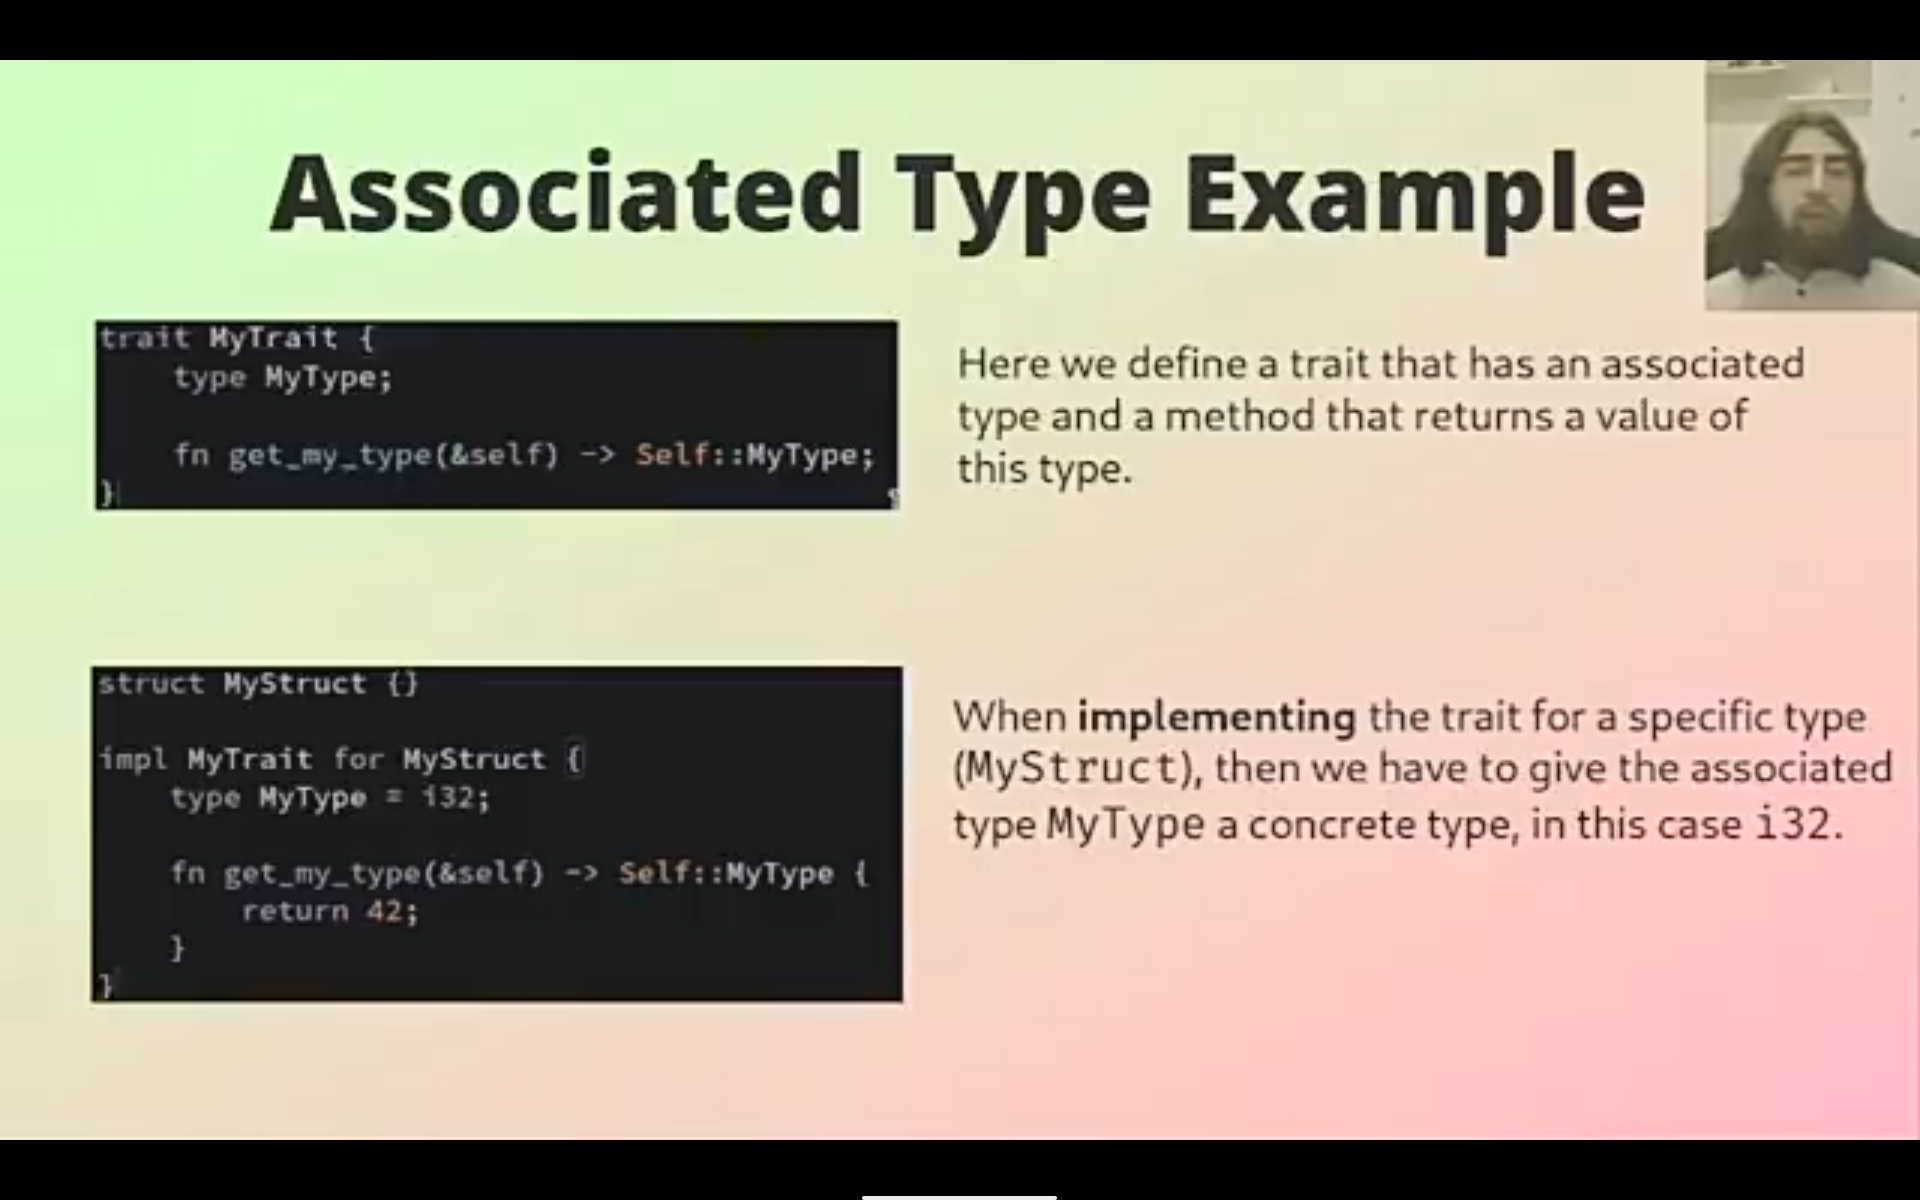 Associated Type Example
trait MyTrait {
    type MyType;
    fn get_my_type(&self) -> Self::MyType;
}
Here we define a trait that has an associated
type and a method that returns a value of
this type.
struct MyStruct {}
impl MyTrait for MyStruct {
    type MyType = i32;
    fn get_my_type(&self) -> Self::MyType {
        return 42;
    }
}
When implementing the trait for a specific type
(MyStruct), then we have to give the associated
type MyType a concrete type, in this case i32.